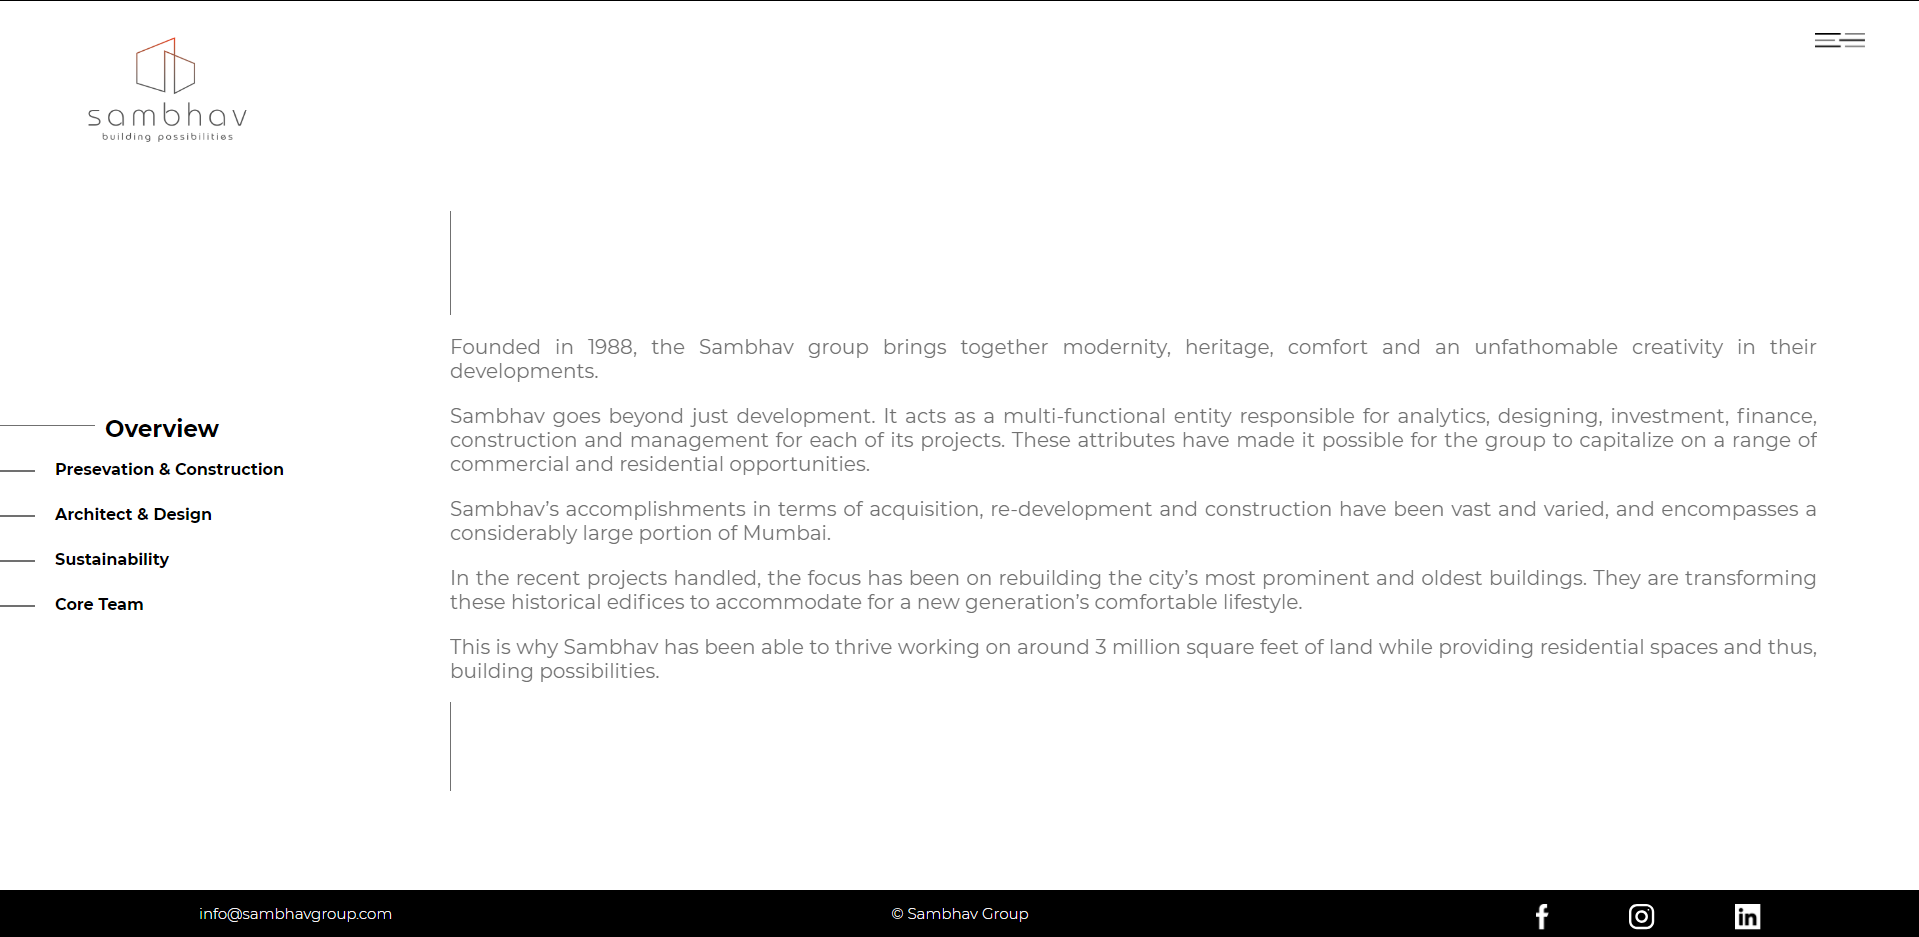 sambhav
building possibilities
Founded in 1988, the Sambhav group brings together modernity, heritage, comfort and an unfathomable creativity in their
developments.
Sambhav goes beyond just development. It acts as a multi-functional entity responsible for analytics, designing, investment, finance,
construction and management for each of its projects. These attributes have made it possible for the group to capitalize on a range of
commercial and residential opportunities.
Sambhav’s accomplishments in terms of acquisition, re-development and construction have been vast and varied, and encompasses a
considerably large portion of Mumbai.
In the recent projects handled, the focus has been on rebuilding the city’s most prominent and oldest buildings. They are transforming
these historical edifices to accommodate for a new generation’s comfortable lifestyle.
This is why Sambhav has been able to thrive working on around 3 million square feet of land while providing residential spaces and thus,
building possibilities.
Overview
Presevation & Construction
Architect & Design
Sustainability
Core Team
info@sambhavgroup.com
© Sambhav Group